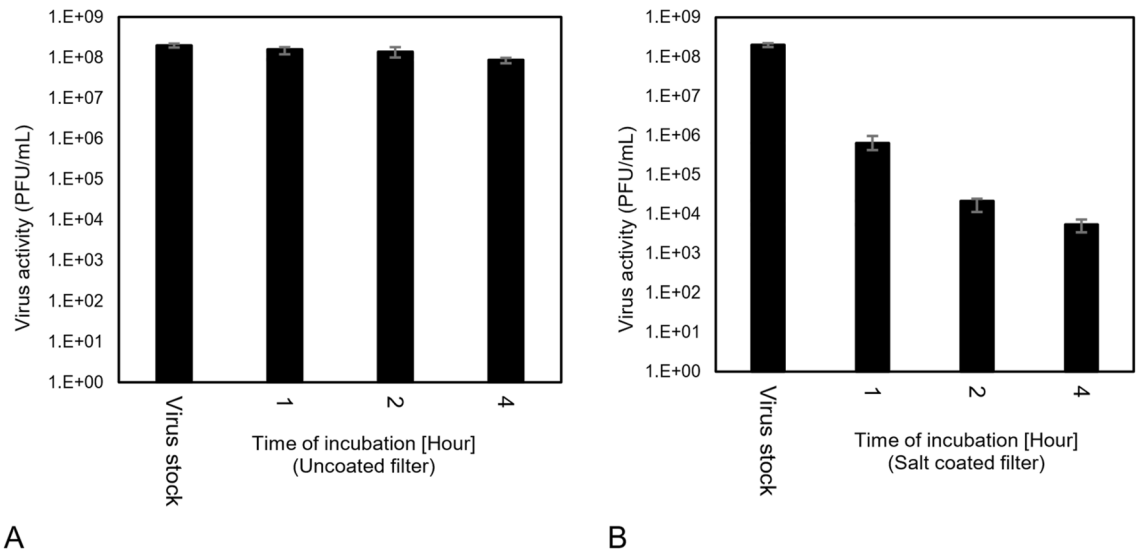 1.E+09
1.E+08
1.E+07
1.E+06
1.E+05
1.E+04
1.E+03
1.E+02
1.E+01
1.E+00
Virus activity (PFU/mL)
Virus stock
1
2
4
Time of incubation [Hour]
(Uncoated filter)
A
1.E+09
1.E+08
1.E+07
1.E+06
1.E+05
1.E+04
1.E+03
1.E+02
1.E+01
1.E+00
Virus activity (PFU/mL)
Virus stock
1
2
4
Time of incubation [Hour]
(Salt coated filter)
B